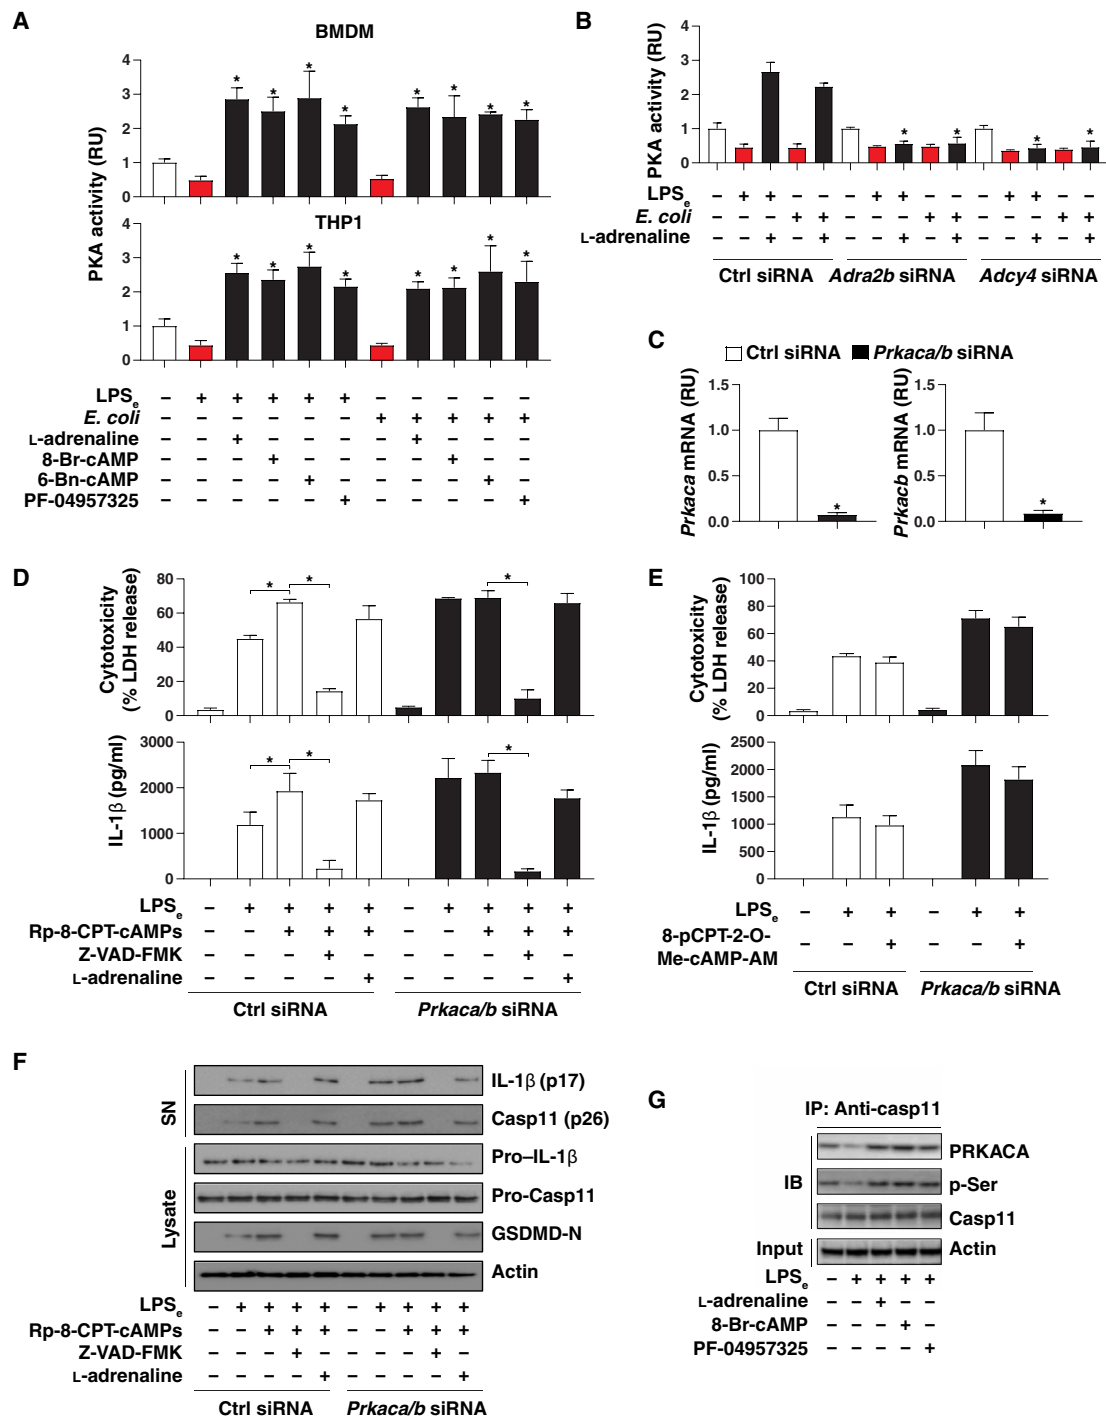 A
BMDM
PKA activity (RU)
4
3
2
1
0
* * * * * * * *
THP1
4
3
2
1
0
* * * * * * * *
LPSe – + + + + + – – – – –
E. coli – – – – – – + + + + +
L-adrenaline – – + – – – – + – – –
8-Br-cAMP – – – + – – – – + – –
6-Bn-cAMP – – – – + – – – – + –
PF-04957325 – – – – – + – – – – +
B
PKA activity (RU)
4
3
2
1
0
* * * *
LPSe – + + – – – + + – – – + + – –
E. coli – – – + + – – – + + – – – + +
L-adrenaline – – + – + – – + – + – – + – +
Ctrl siRNA Adra2b siRNA Adcy4 siRNA
C
Ctrl siRNA Prkaca/b siRNA
Prkaca mRNA (RU)
1.5
1.0
0.5
0.0
*
Prkacb mRNA (RU)
1.5
1.0
0.5
0.0
*
D
Cytotoxicity
(% LDH release)
80
60
40
20
0
* * *
IL-1β (pg/ml)
3000
2000
1000
0
* * *
LPSe – + + + + – + + + +
Rp-8-CPT-cAMPs – – + + + – – + + +
Z-VAD-FMK – – – + – – – – + –
L-adrenaline – – – – + – – – – +
Ctrl siRNA Prkaca/b siRNA
E
Cytotoxicity
(% LDH release)
100
80
60
40
20
0
IL-1β (pg/ml)
2500
2000
1500
1000
500
0
LPSe – + + – + +
8-pCPT-2-O-
Me-cAMP-AM – – + – – +
Ctrl siRNA Prkaca/b siRNA
F
SN
IL-1β (p17)
Casp11 (p26)
Lysate
Pro–IL-1β
Pro-Casp11
GSDMD-N
Actin
LPSe – + + + + – + + + +
Rp-8-CPT-cAMPs – – + + + – – + + +
Z-VAD-FMK – – – + – – – – + –
L-adrenaline – – – – + – – – – +
Ctrl siRNA Prkaca/b siRNA
G
IP: Anti-casp11
IB
PRKACA
p-Ser
Casp11
Input Actin
LPSe – + + + +
L-adrenaline – – + – –
8-Br-cAMP – – – + –
PF-04957325 – – – – +